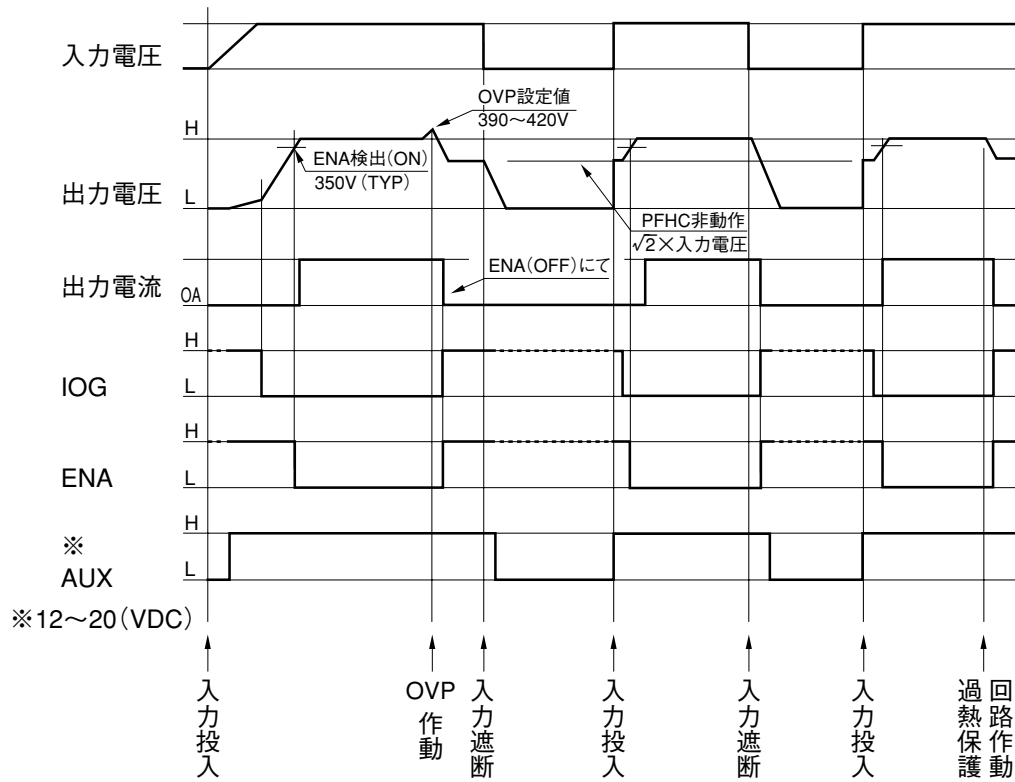 入力電圧
H
OVP設定値
390～420V
ENA検出(ON)
350V (TYP)
出力電圧
L
PFHC非動作
√2×入力電圧
ENA(OFF)にて
出力電流
0A
H
IOG
L
H
ENA
L
H
※
AUX
L
※12～20(VDC)
入力投入
OVP作動
入力遮断
入力投入
入力遮断
入力投入
過熱保護
回路作動